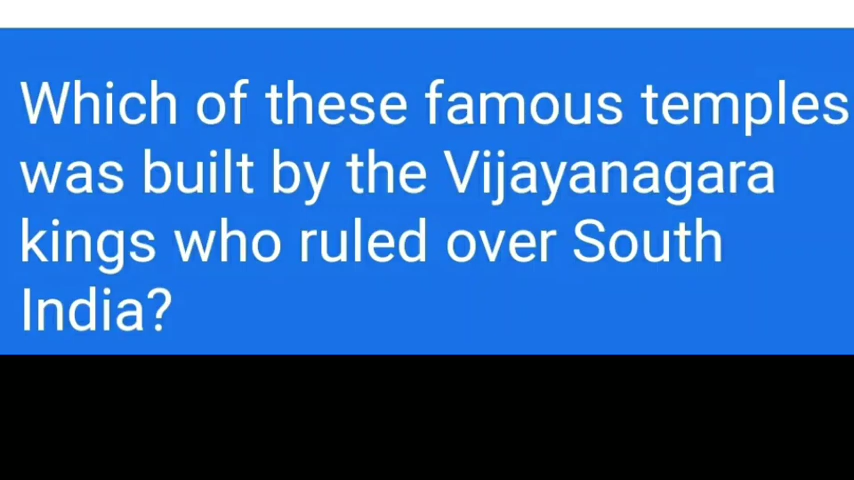 Which of these famous temples
was built by the Vijayanagara
kings who ruled over South
India?